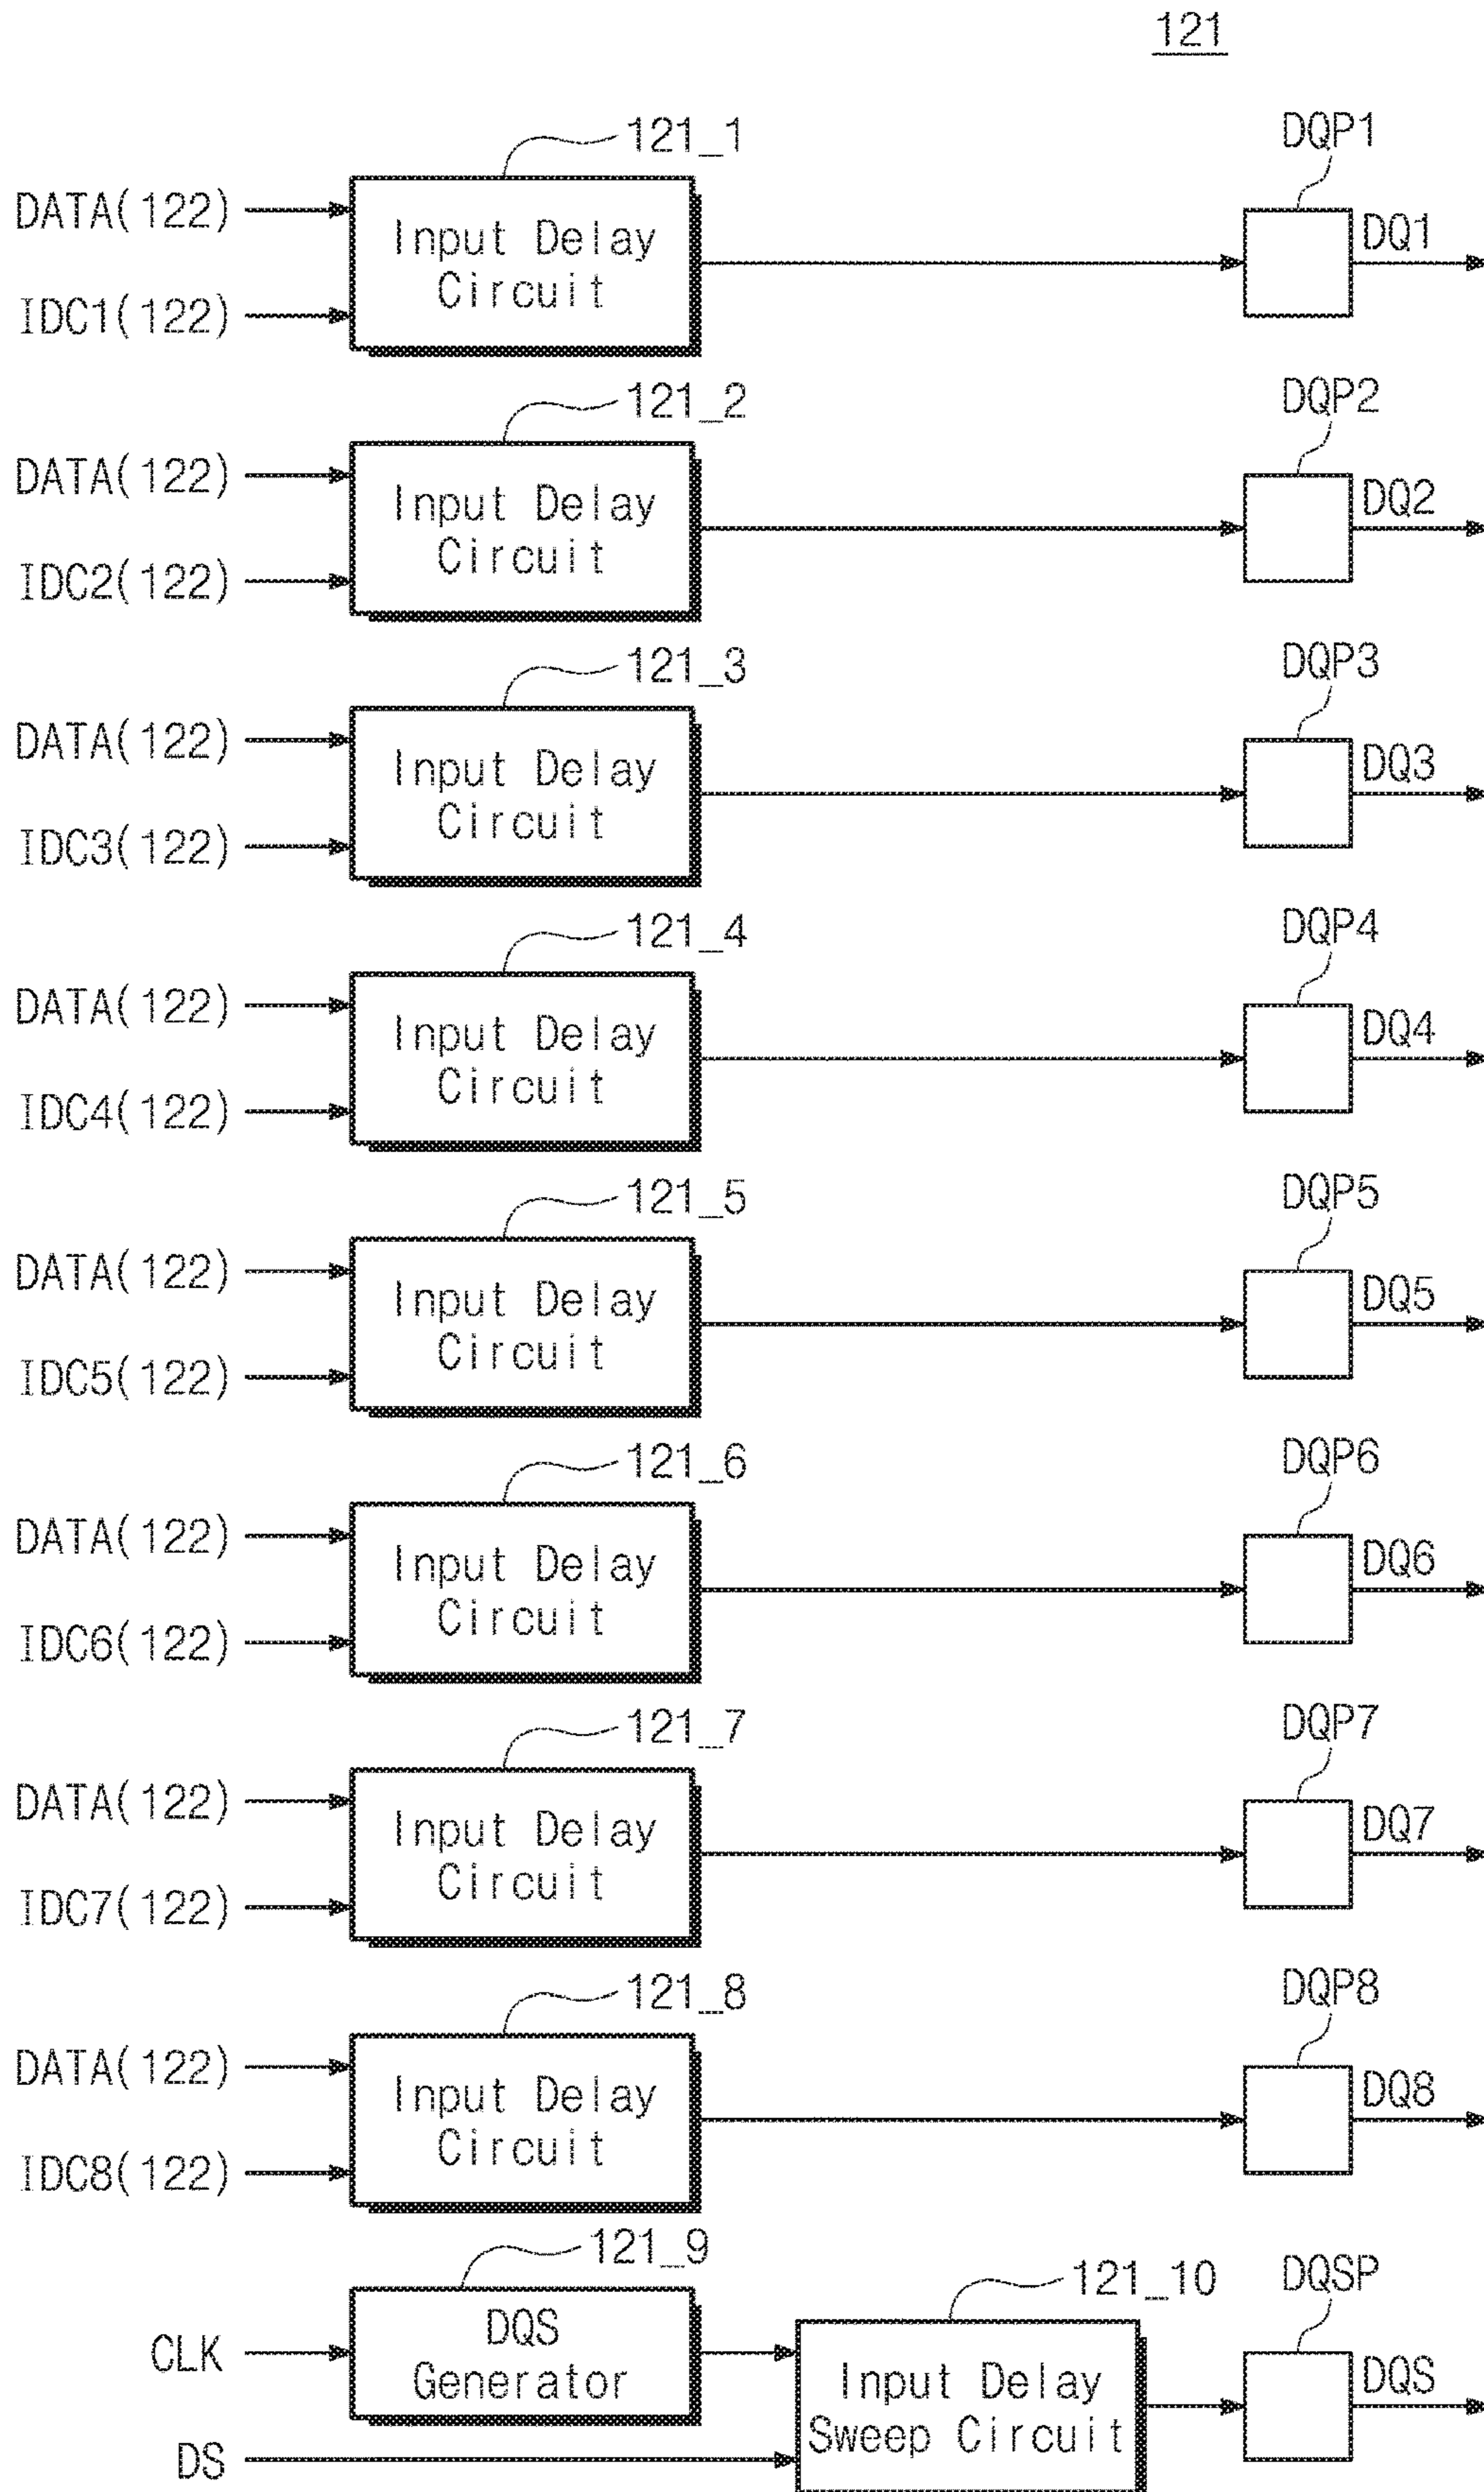 121
121_1
DQP1
DATA(122)
Input Delay
Circuit
DQ1
IDC1(122)
121_2
DQP2
DATA(122)
Input Delay
Circuit
DQ2
IDC2(122)
121_3
DQP3
DATA(122)
Input Delay
Circuit
DQ3
IDC3(122)
121_4
DQP4
DATA(122)
Input Delay
Circuit
DQ4
IDC4(122)
121_5
DQP5
DATA(122)
Input Delay
Circuit
DQ5
IDC5(122)
121_6
DQP6
DATA(122)
Input Delay
Circuit
DQ6
IDC6(122)
121_7
DQP7
DATA(122)
Input Delay
Circuit
DQ7
IDC7(122)
121_8
DQP8
DATA(122)
Input Delay
Circuit
DQ8
IDC8(122)
121_9
121_10
DQSP
CLK
DQS
Generator
Input Delay
Sweep Circuit
DQS
DS